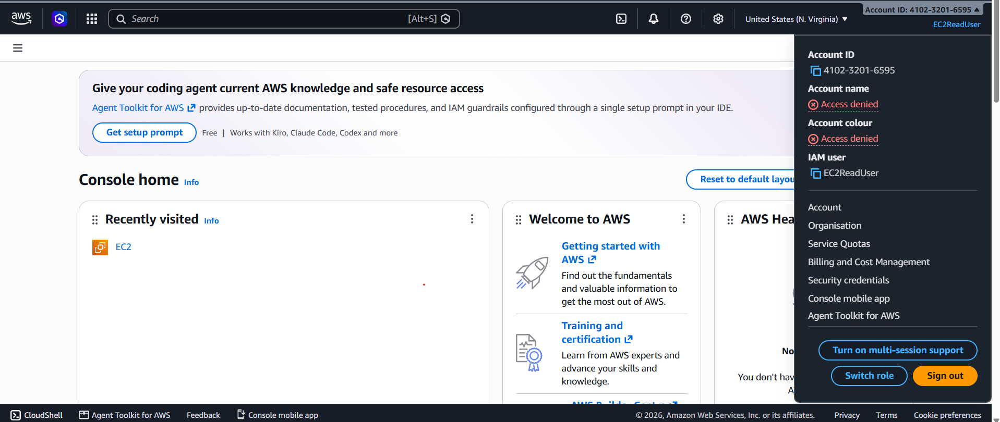 aws
Search
[Alt+S]
United States (N. Virginia)
Account ID: 4102-3201-6595
EC2ReadUser
Account ID
4102-3201-6595
Account name
Access denied
Account colour
Access denied
IAM user
EC2ReadUser
Account
Organisation
Service Quotas
Billing and Cost Management
Security credentials
Console mobile app
Agent Toolkit for AWS
Turn on multi-session support
Switch role
Sign out
Give your coding agent current AWS knowledge and safe resource access
Agent Toolkit for AWS provides up-to-date documentation, tested procedures, and IAM guardrails configured through a single setup prompt in your IDE.
Get setup prompt
Free | Works with Kiro, Claude Code, Codex and more
Console home Info
Reset to default layou
Recently visited Info
EC2
Welcome to AWS
Getting started with
AWS
Find out the fundamentals
and valuable information to
get the most out of AWS.
Training and
certification
Learn from AWS experts and
advance your skills and
knowledge.
AWS Hea
No
You don't hav
A
CloudShell
Agent Toolkit for AWS
Feedback
Console mobile app
© 2026, Amazon Web Services, Inc. or its affiliates.
Privacy
Terms
Cookie preferences